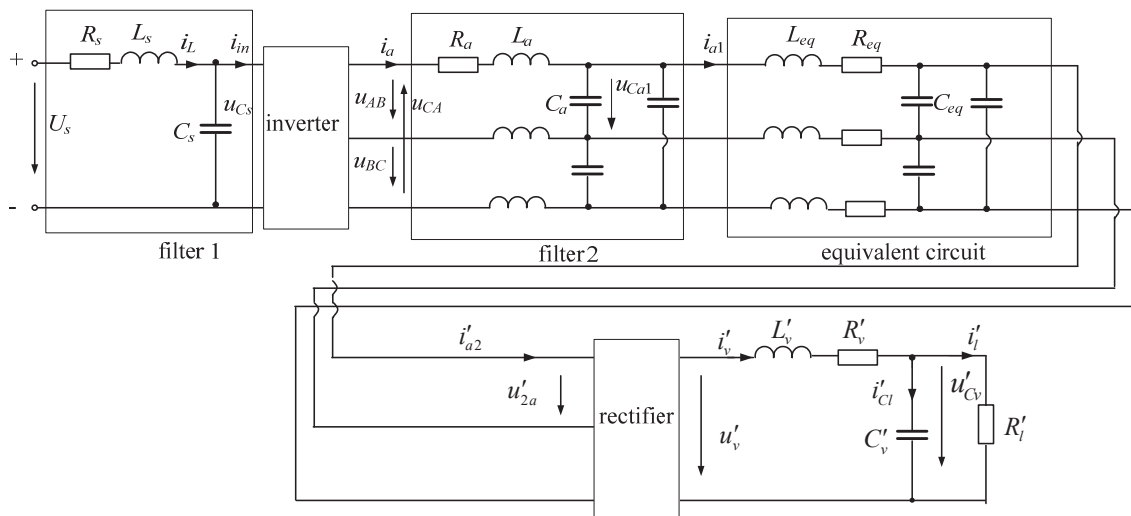 R_s L_s i_L i_in
+
U_s
u_Cs
C_s
-
filter 1
inverter
i_a
u_AB
u_CA
u_BC
R_a L_a
C_a
u_Ca1
i_a1
filter2
L_eq R_eq
C_eq
equivalent circuit
i'_a2
u'_2a
rectifier
i'_v
u'_v
L'_v R'_v
i'_l
i'_Cl
u'_Cv
C'_v
R'_l